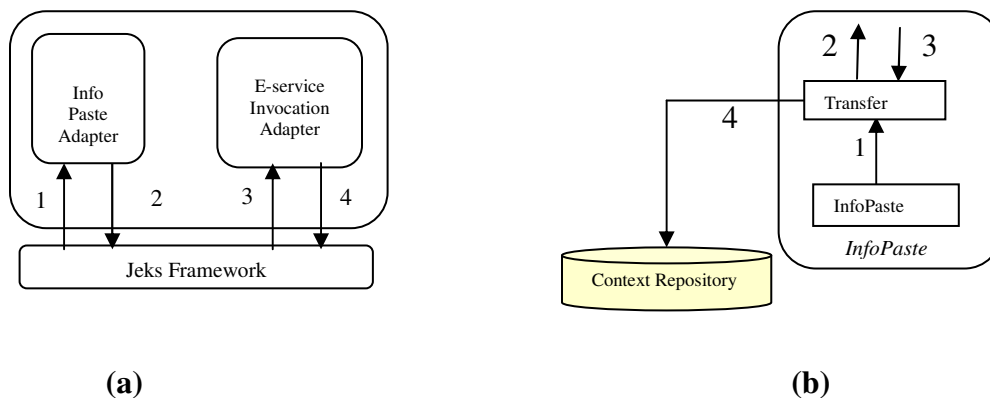 Info
Paste
Adapter
E-service
Invocation
Adapter
1
2
3
4
Jeks Framework
(a)
2
3
Transfer
4
1
InfoPaste
InfoPaste
Context Repository
(b)